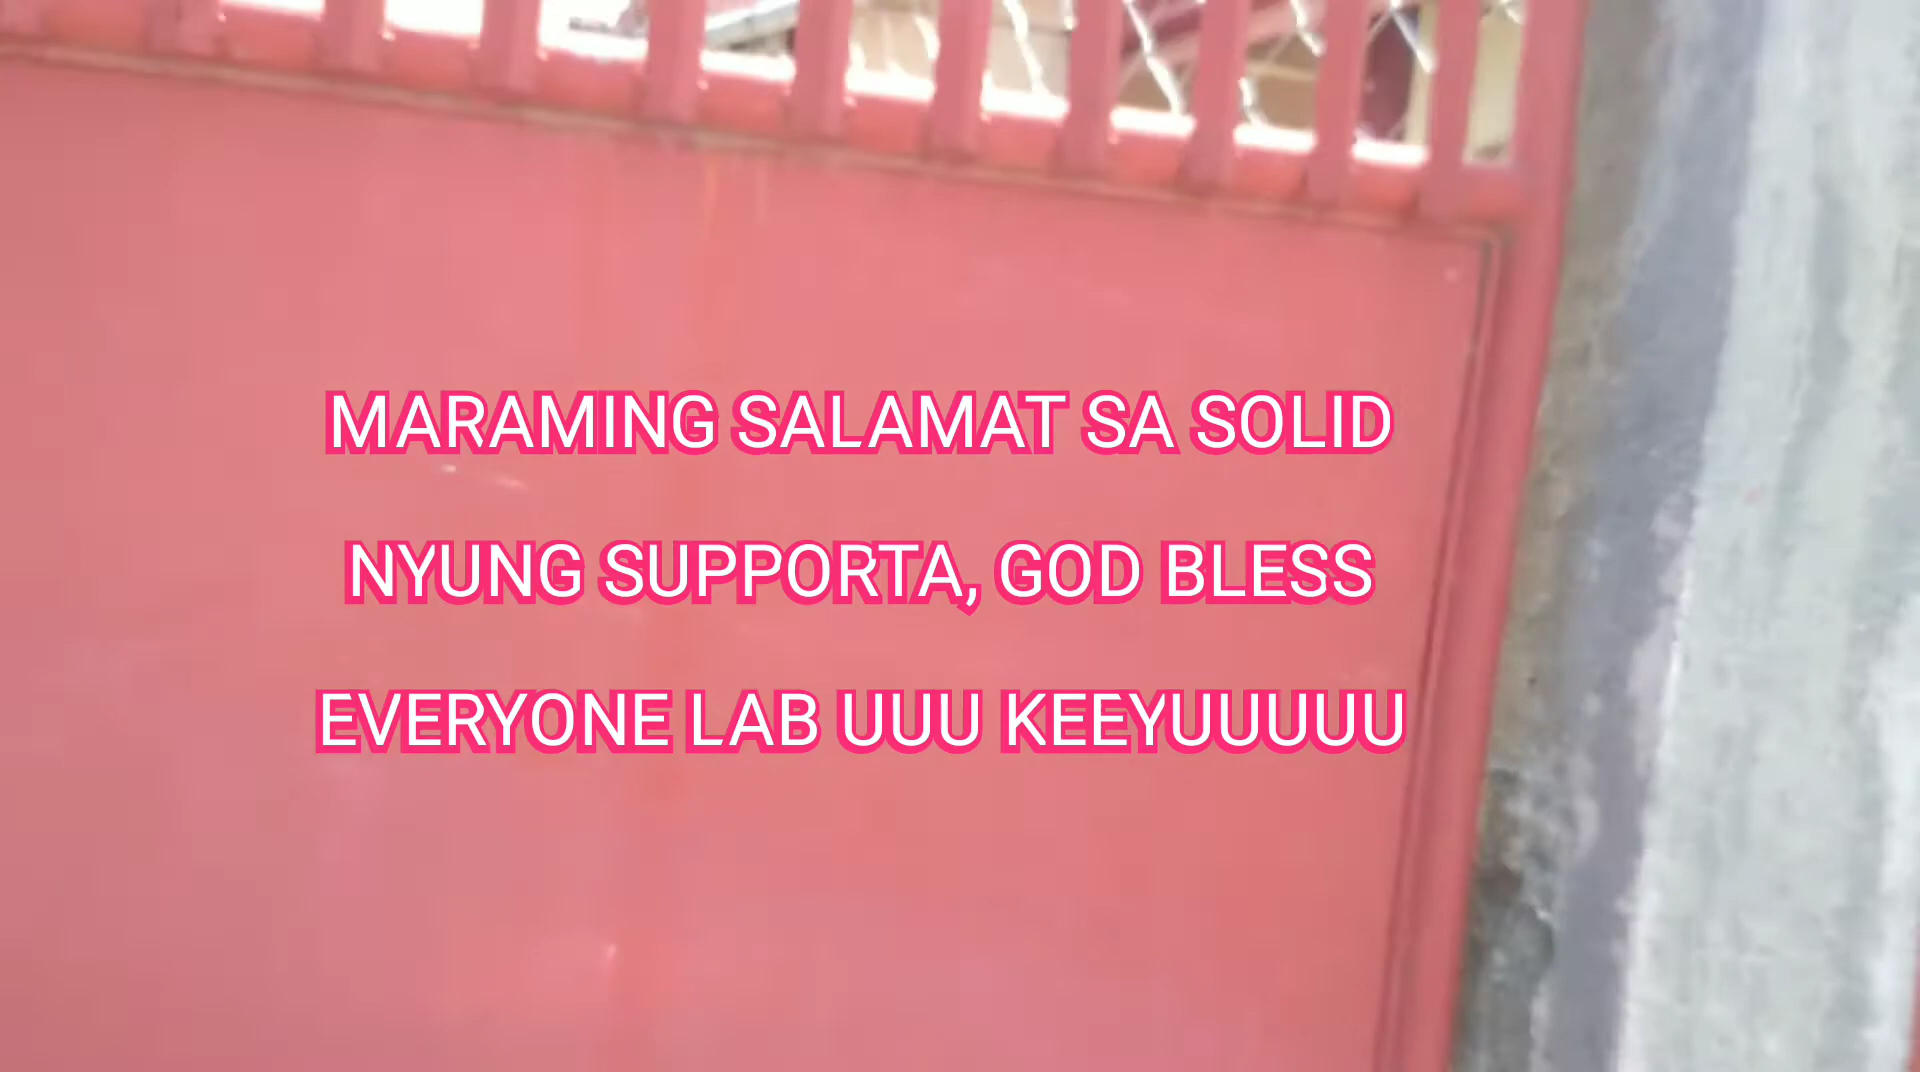 MARAMING SALAMAT SA SOLID
NYUNG SUPPORTA, GOD BLESS
EVERYONE LAB UUU KEEYUUUUU